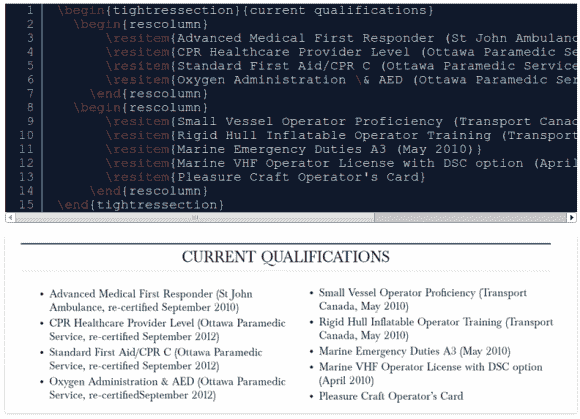 1 \begin{tightressection}{current qualifications}
2 \begin{rescolumn}
3 \resitem{Advanced Medical First Responder (St John Ambulanc
4 \resitem{CPR Healthcare Provider Level (Ottawa Paramedic Se
5 \resitem{Standard First Aid/CPR C (Ottawa Paramedic Service
6 \resitem{Oxygen Administration \& AED (Ottawa Paramedic Ser
7 \end{rescolumn}
8 \begin{rescolumn}
9 \resitem{Small Vessel Operator Proficiency (Transport Canad
10 \resitem{Rigid Hull Inflatable Operator Training (Transport
11 \resitem{Marine Emergency Duties A3 (May 2010)}
12 \resitem{Marine VHF Operator License with DSC option (April
13 \resitem{Pleasure Craft Operator's Card}
14 \end{rescolumn}
15 \end{tightressection}
CURRENT QUALIFICATIONS
• Advanced Medical First Responder (St John
Ambulance, re-certified September 2010)
• CPR Healthcare Provider Level (Ottawa Paramedic
Service, re-certified September 2012)
• Standard First Aid/CPR C (Ottawa Paramedic
Service, re-certified September 2012)
• Oxygen Administration & AED (Ottawa Paramedic
Service, re-certifiedSeptember 2012)
• Small Vessel Operator Proficiency (Transport
Canada, May 2010)
• Rigid Hull Inflatable Operator Training (Transport
Canada, May 2010)
• Marine Emergency Duties A3 (May 2010)
• Marine VHF Operator License with DSC option
(April 2010)
• Pleasure Craft Operator's Card